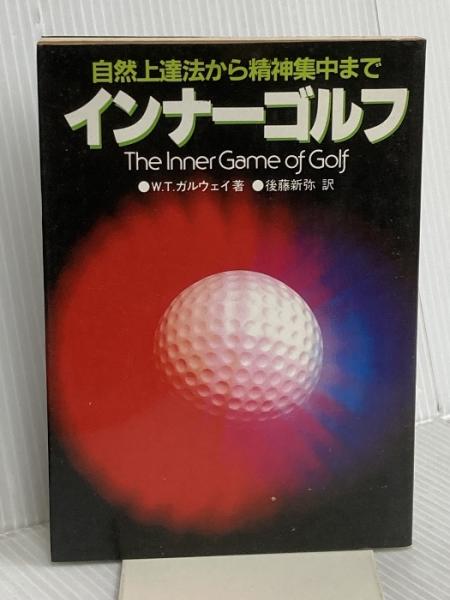 自然上達法から精神集中まで
インナーゴルフ
The Inner Game of Golf
●W.T.ガルウェイ著 ●後藤新弥 訳